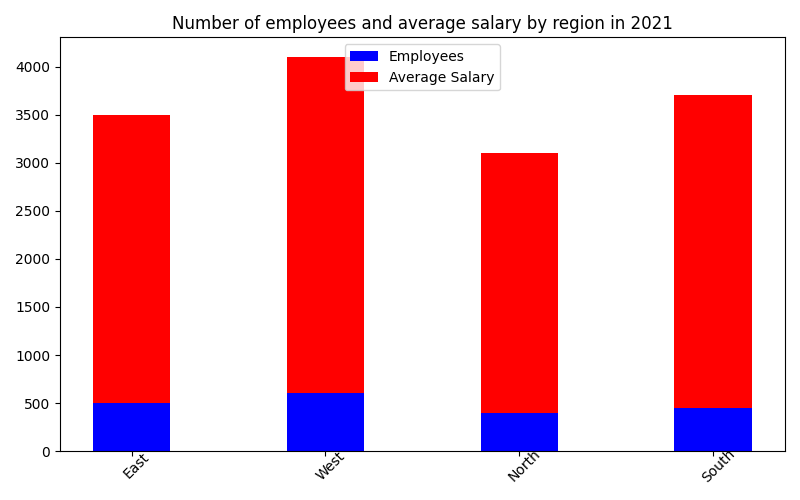 Number of employees and average salary by region in 2021
Employees
Average Salary
4000
3500
3000
2500
2000
1500
1000
500
0
East
West
North
South